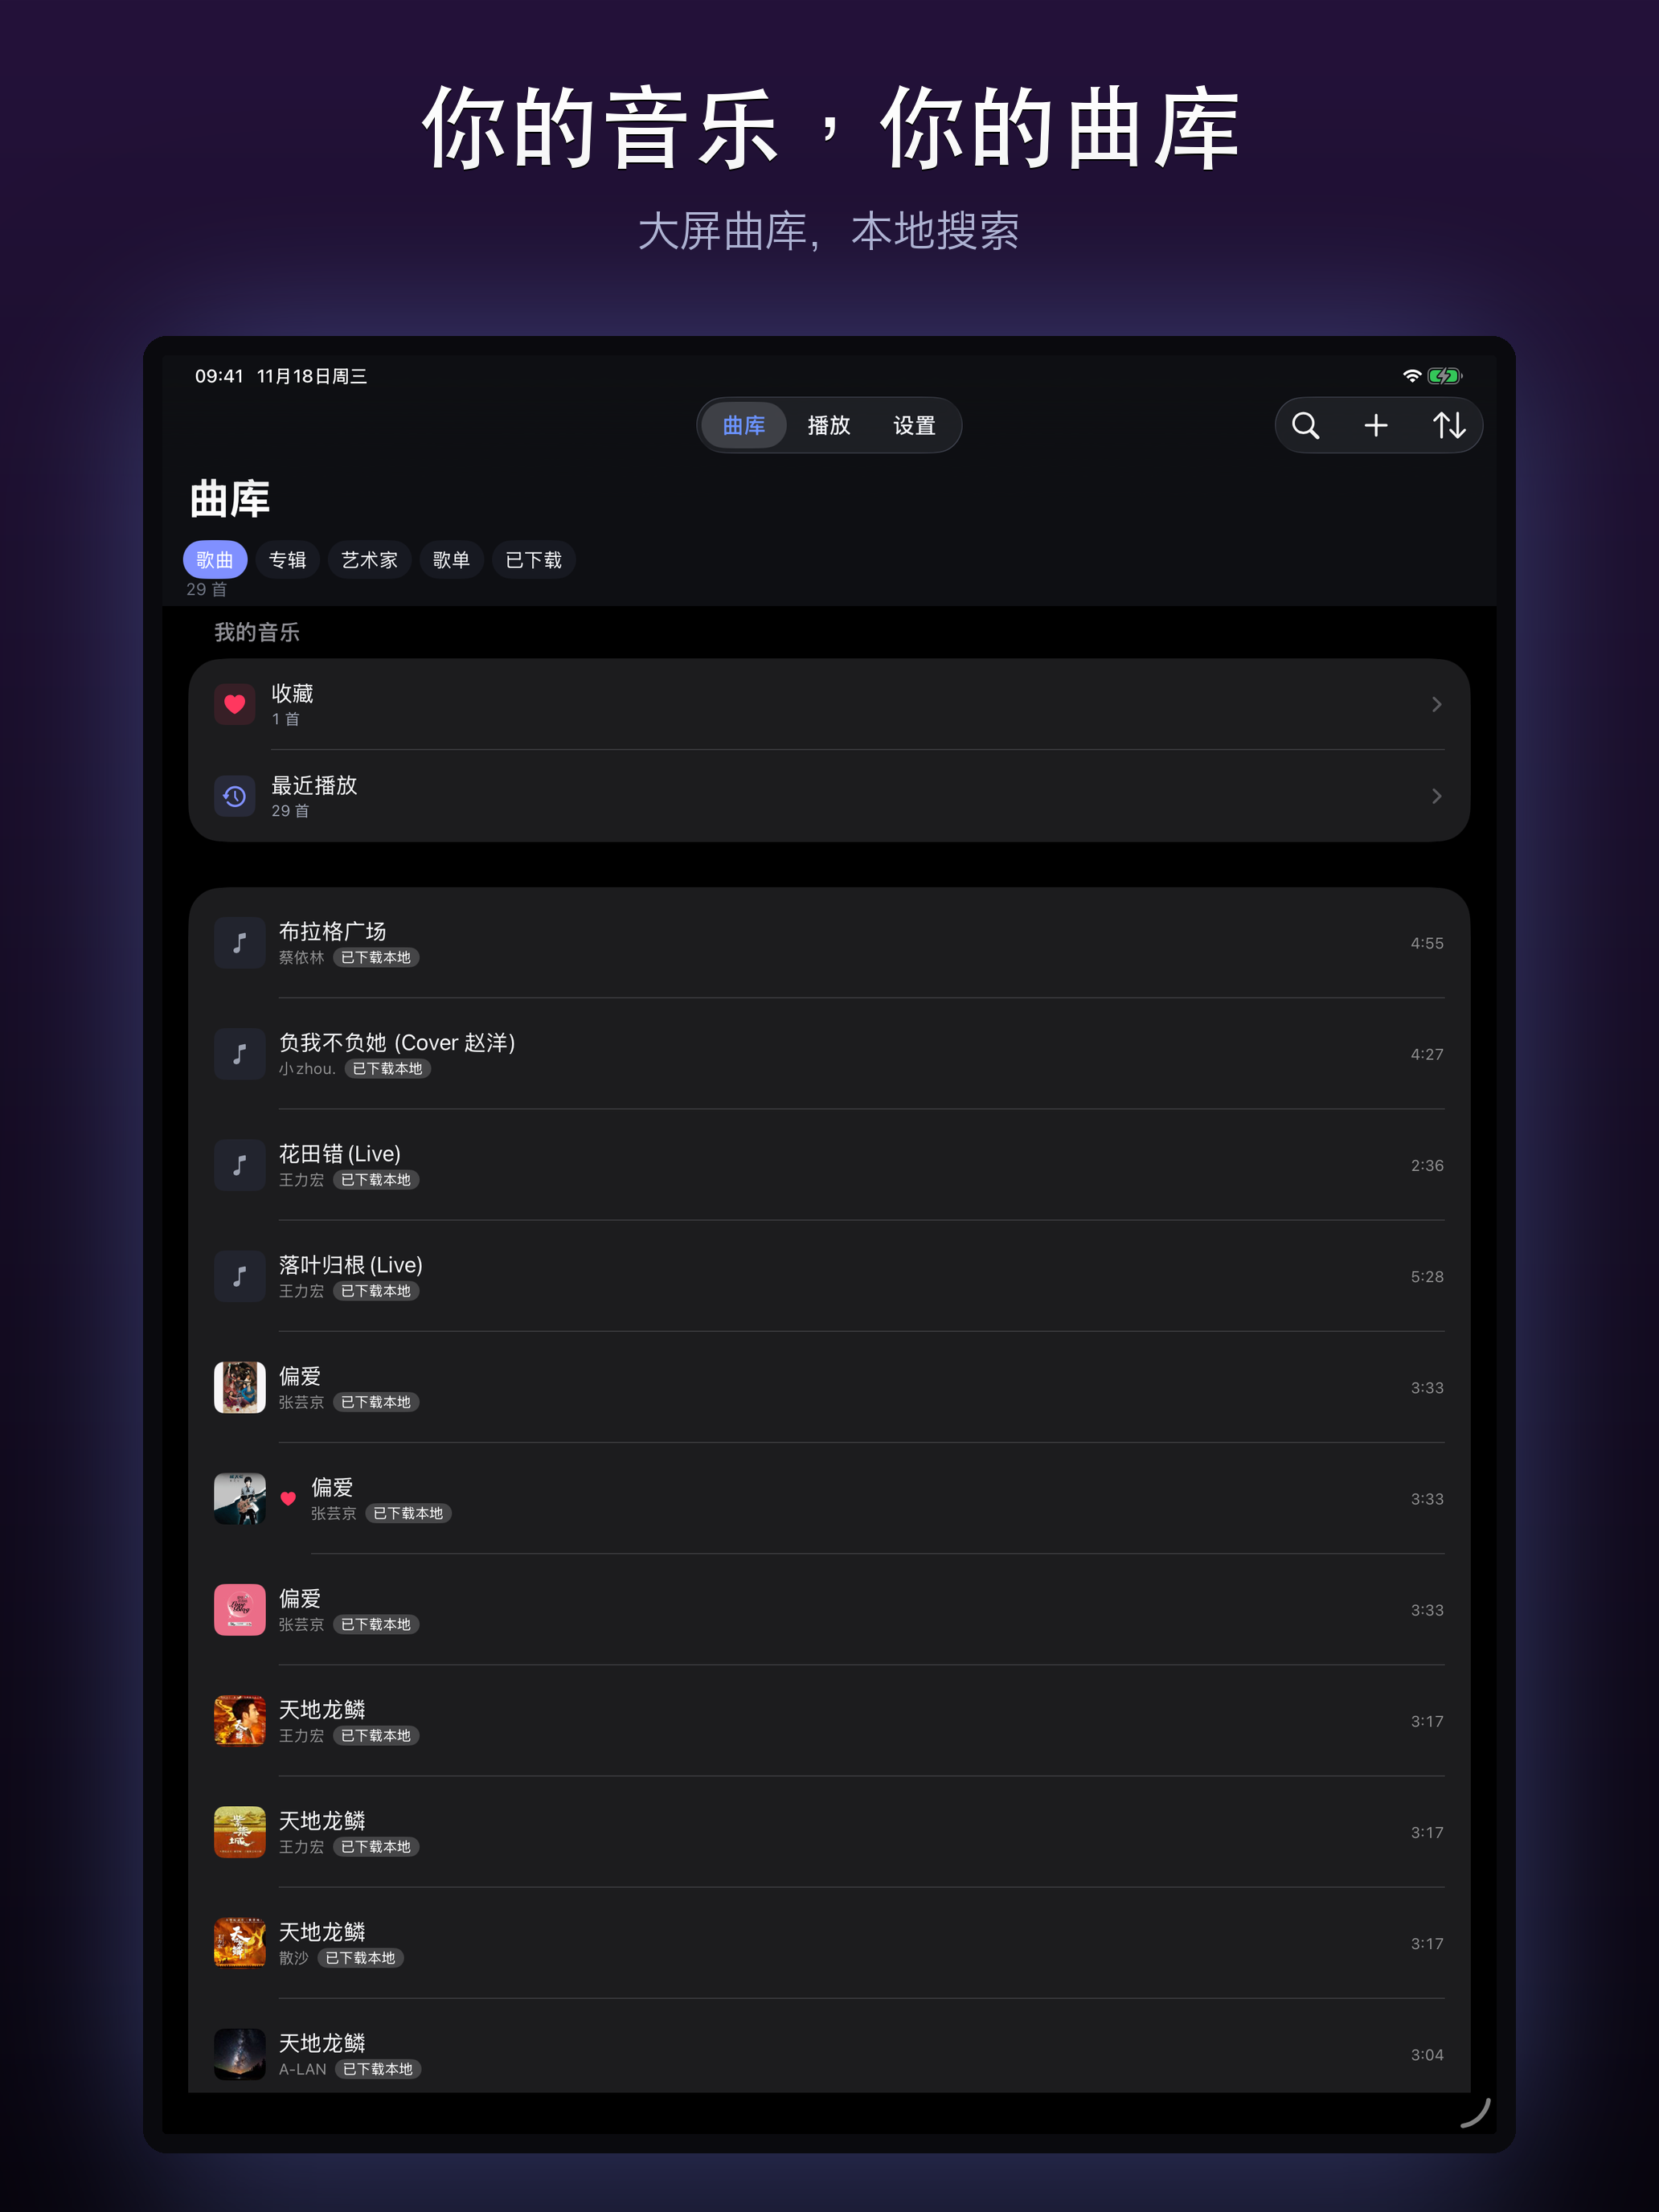 你的音乐，你的曲库
大屏曲库，本地搜索
09:41 11月18日周三
曲库 播放 设置
曲库
歌曲 专辑 艺术家 歌单 已下载
29 首
我的音乐
收藏
1 首
最近播放
29 首
布拉格广场
蔡依林 已下载本地
4:55
负我不负她 (Cover 赵洋)
小zhou. 已下载本地
4:27
花田错 (Live)
王力宏 已下载本地
2:36
落叶归根 (Live)
王力宏 已下载本地
5:28
偏爱
张芸京 已下载本地
3:33
偏爱
张芸京 已下载本地
3:33
偏爱
张芸京 已下载本地
3:33
天地龙鳞
王力宏 已下载本地
3:17
天地龙鳞
王力宏 已下载本地
3:17
天地龙鳞
散沙 已下载本地
3:17
天地龙鳞
A-LAN 已下载本地
3:04